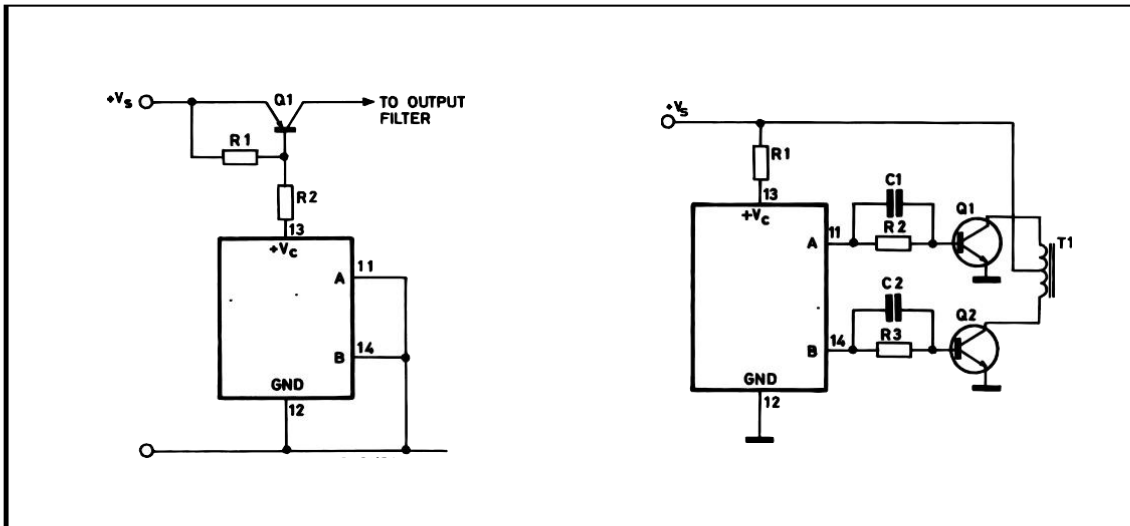 +Vs
Q1
TO OUTPUT
FILTER
R1
R2
13
+Vc
A
11
B
14
GND
12
+Vs
R1
13
+Vc
A
11
C1
R2
Q1
T1
C2
Q2
B
14
R3
GND
12